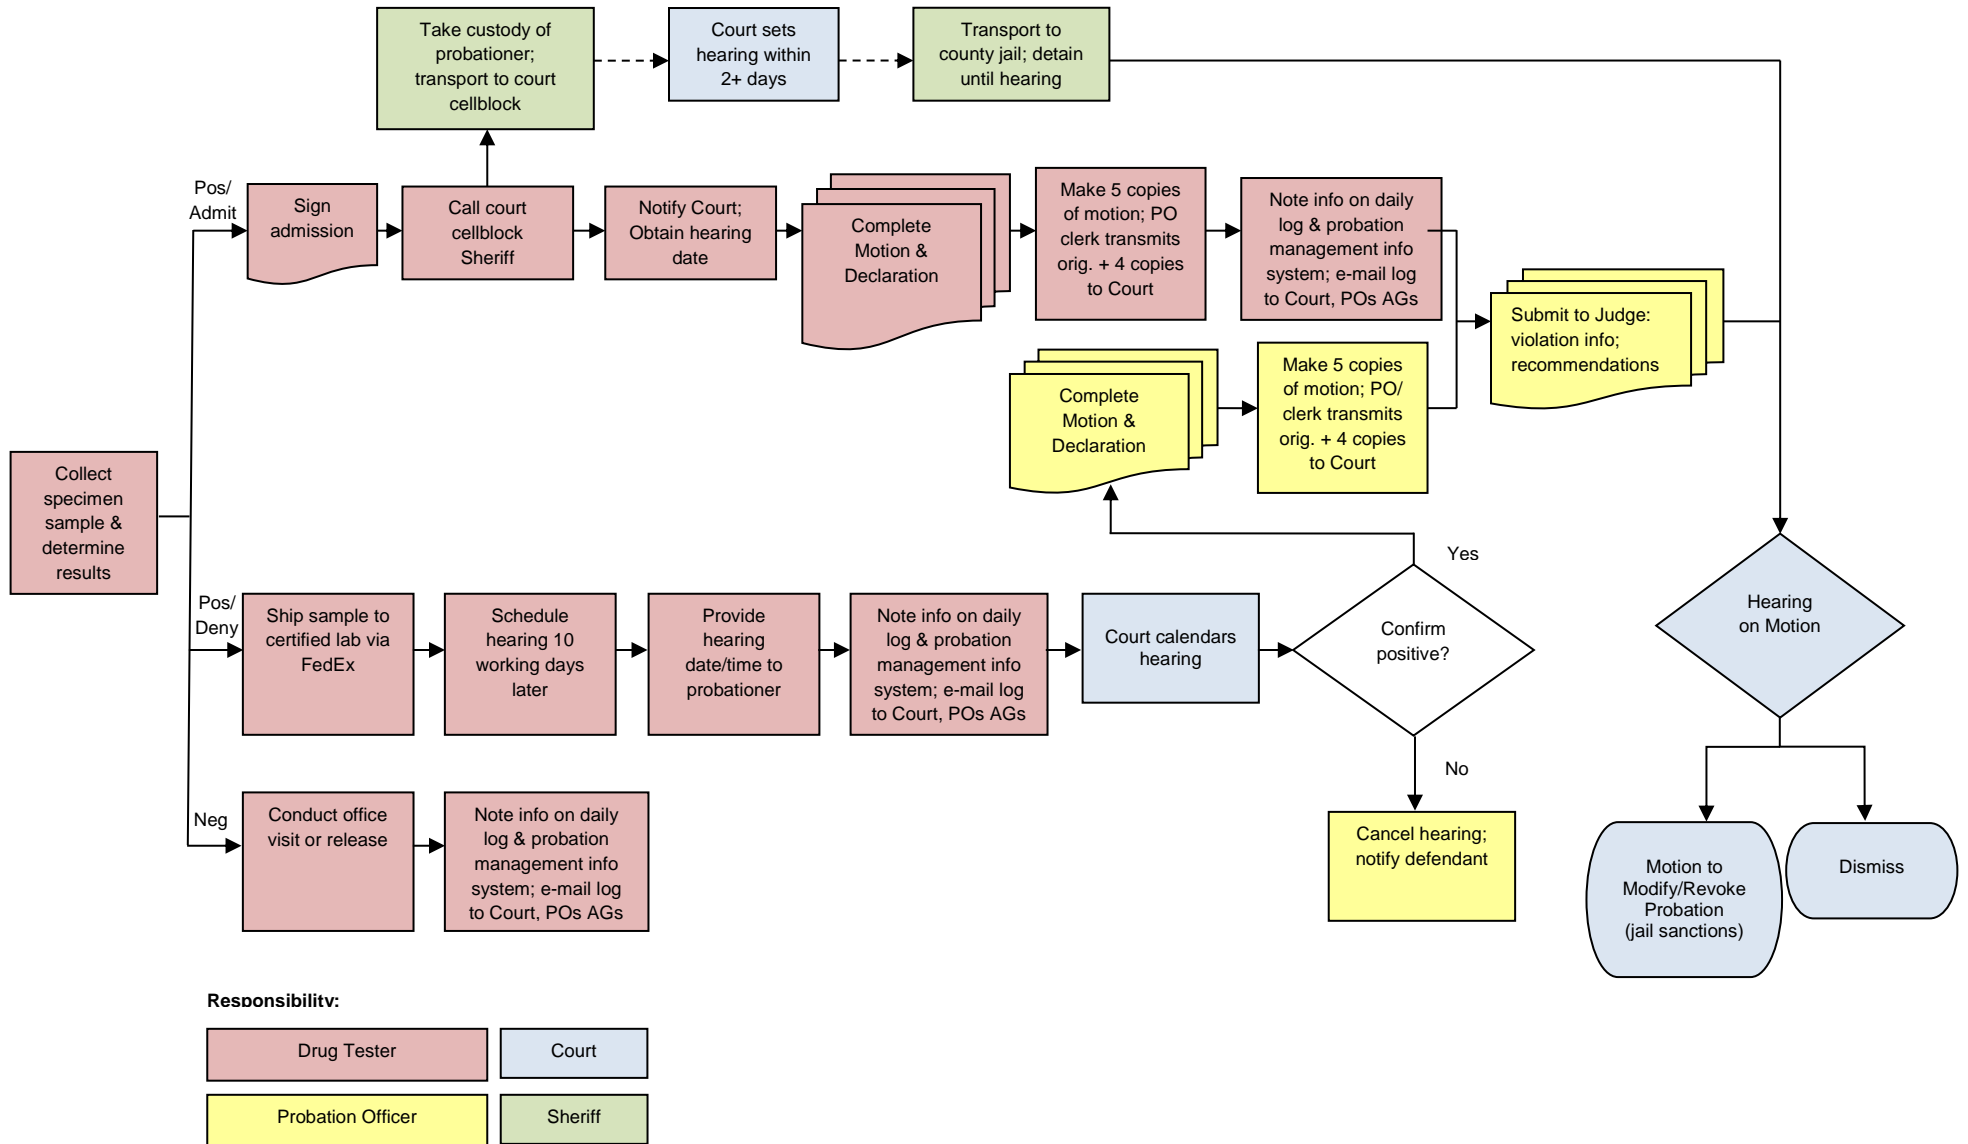 Take custody of
probationer;
transport to court
cellblock
Court sets
hearing within
2+ days
Transport to
county jail; detain
until hearing
Pos/
Admit
Sign
admission
Call court
cellblock
Sheriff
Notify Court;
Obtain hearing
date
Complete
Motion &
Declaration
Make 5 copies
of motion; PO
clerk transmits
orig. + 4 copies
to Court
Note info on daily
log & probation
management info
system; e-mail log
to Court, POs AGs
Submit to Judge:
violation info;
recommendations
Complete
Motion &
Declaration
Make 5 copies
of motion; PO/
clerk transmits
orig. + 4 copies
to Court
Collect
specimen
sample &
determine
results
Yes
Pos/
Deny
Ship sample to
certified lab via
FedEx
Schedule
hearing 10
working days
later
Provide
hearing
date/time to
probationer
Note info on daily
log & probation
management info
system; e-mail log
to Court, POs AGs
Court calendars
hearing
Confirm
positive?
Hearing
on Motion
No
Neg
Conduct office
visit or release
Note info on daily
log & probation
management info
system; e-mail log
to Court, POs AGs
Cancel hearing;
notify defendant
Motion to
Modify/Revoke
Probation
(jail sanctions)
Dismiss
Responsibility:
Drug Tester
Court
Probation Officer
Sheriff